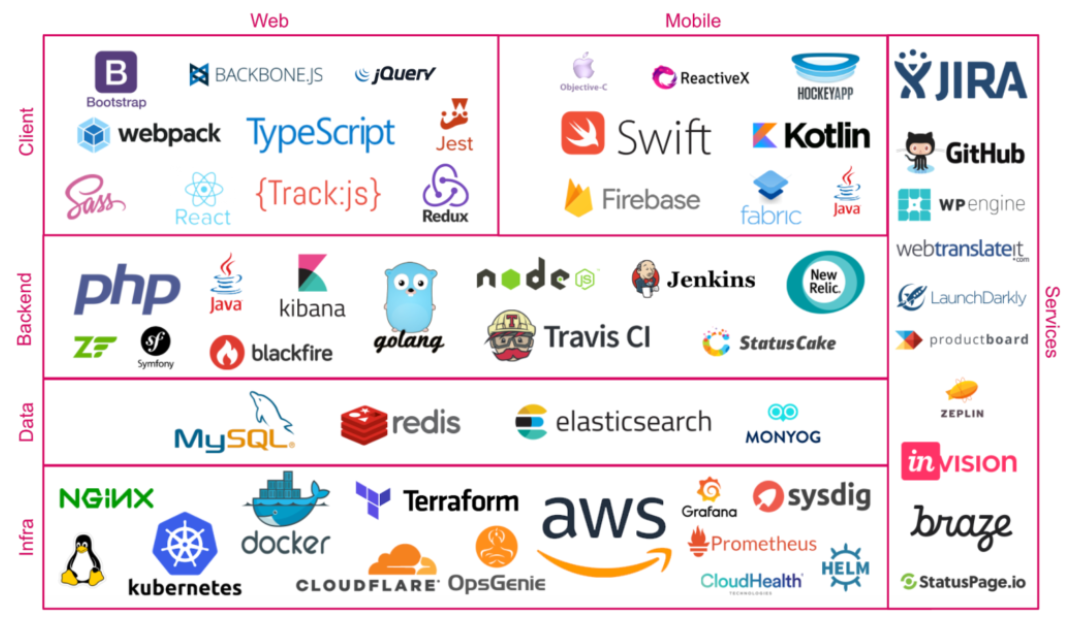 Web
Mobile
Client
B
Bootstrap
BACKBONE.JS
jQuery
webpack
TypeScript
Jest
Sass
React
{Track:js}
Redux
Objective-C
ReactiveX
HOCKEYAPP
Swift
Kotlin
Firebase
fabric
Java
Backend
php
Java
kibana
golang
node
JS
Jenkins
New
Relic.
ZF
sf
Symfony
blackfire
T
Travis CI
StatusCake
Data
MySQL®
redis
elasticsearch
MONYOG
Infra
NGINX
docker
Terraform
aws
Grafana
sysdig
kubernetes
CLOUDFLARE
OpsGenie
Prometheus
CloudHealth
TECHNOLOGIES
HELM
Services
JIRA
GitHub
WP engine
webtranslateit
.com
LaunchDarkly
productboard
ZEPLIN
inVISION
braze
StatusPage.io